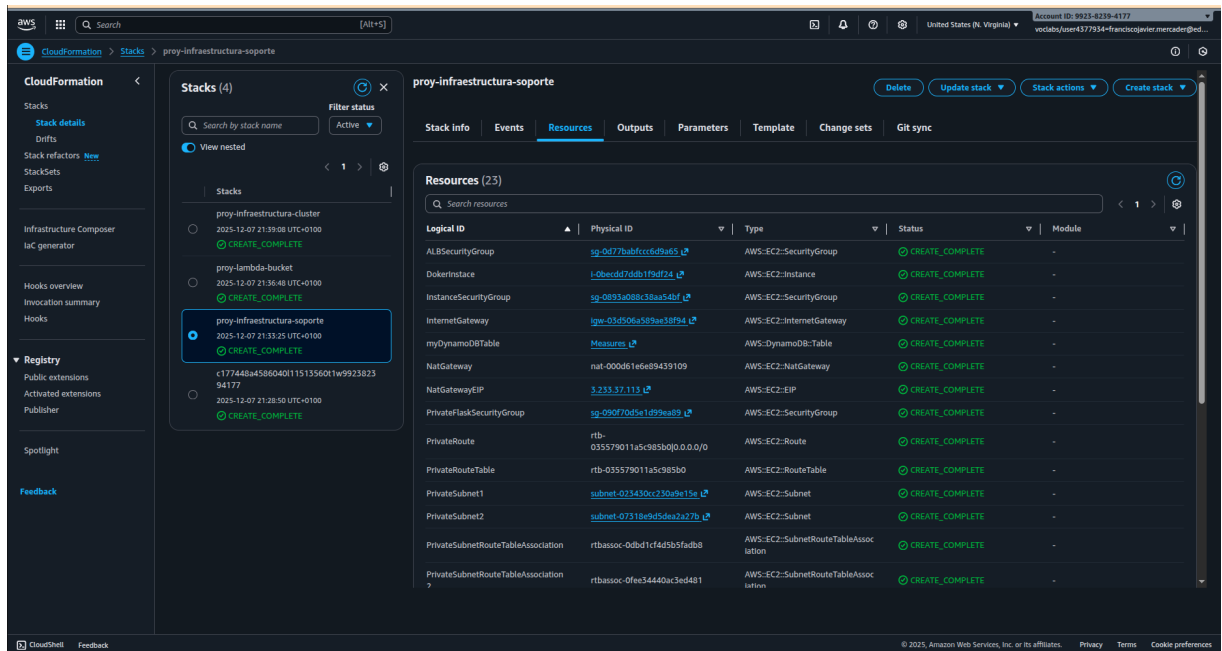 aws
Search [Alt+S]
United States (N. Virginia)
Account ID: 9923-8239-4177
voclabs/user4377934=franciscojavier.mercader@ed...
CloudFormation > Stacks > proy-infraestructura-soporte
CloudFormation
Stacks
Stack details
Drifts
Stack refactors New
StackSets
Exports
Infrastructure Composer
IaC generator
Hooks overview
Invocation summary
Hooks
Registry
Public extensions
Activated extensions
Publisher
Spotlight
Feedback
Stacks (4)
Filter status
Search by stack name
Active
View nested
1
Stacks
proy-infraestructura-cluster
2025-12-07 21:39:08 UTC+0100
CREATE_COMPLETE
proy-lambda-bucket
2025-12-07 21:36:48 UTC+0100
CREATE_COMPLETE
proy-infraestructura-soporte
2025-12-07 21:33:25 UTC+0100
CREATE_COMPLETE
c177448a4586040l11513560t1w9923823
94177
2025-12-07 21:28:50 UTC+0100
CREATE_COMPLETE
proy-infraestructura-soporte
Delete Update stack Stack actions Create stack
Stack info Events Resources Outputs Parameters Template Change sets Git sync
Resources (23)
Search resources
1
Logical ID Physical ID Type Status Module
ALBSecurityGroup sg-0d77babfccc6d9a65 AWS::EC2::SecurityGroup CREATE_COMPLETE -
DokerInstace i-0becdd7ddb1f9df24 AWS::EC2::Instance CREATE_COMPLETE -
InstanceSecurityGroup sg-0893a088c38aa54bf AWS::EC2::SecurityGroup CREATE_COMPLETE -
InternetGateway igw-03d506a589ae38f94 AWS::EC2::InternetGateway CREATE_COMPLETE -
myDynamoDBTable Measures AWS::DynamoDB::Table CREATE_COMPLETE -
NatGateway nat-000d61e6e89439109 AWS::EC2::NatGateway CREATE_COMPLETE -
NatGatewayEIP 3.233.37.113 AWS::EC2::EIP CREATE_COMPLETE -
PrivateFlaskSecurityGroup sg-090f70d5e1d99ea89 AWS::EC2::SecurityGroup CREATE_COMPLETE -
PrivateRoute rtb-
035579011a5c985b0|0.0.0.0/0 AWS::EC2::Route CREATE_COMPLETE -
PrivateRouteTable rtb-035579011a5c985b0 AWS::EC2::RouteTable CREATE_COMPLETE -
PrivateSubnet1 subnet-023430cc230a9e15e AWS::EC2::Subnet CREATE_COMPLETE -
PrivateSubnet2 subnet-07318e9d5dea2a27b AWS::EC2::Subnet CREATE_COMPLETE -
PrivateSubnetRouteTableAssociation rtbassoc-0dbd1cf4d5b5fadb8 AWS::EC2::SubnetRouteTableAssoc
iation CREATE_COMPLETE -
PrivateSubnetRouteTableAssociation
2 rtbassoc-0fee34440ac3ed481 AWS::EC2::SubnetRouteTableAssoc
iation CREATE_COMPLETE -
CloudShell Feedback © 2025, Amazon Web Services, Inc. or its affiliates. Privacy Terms Cookie preferences